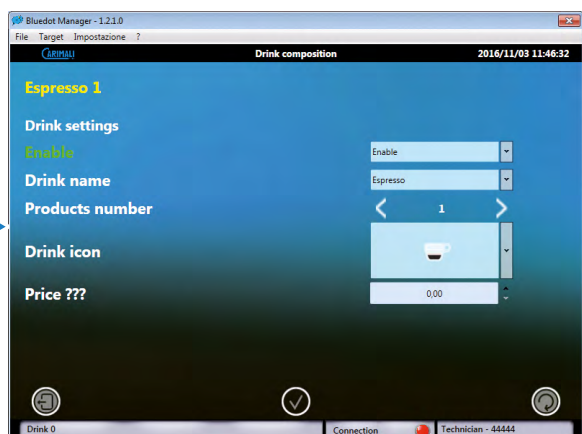 Bluedot Manager - 1.2.1.0
File Target Impostazione ?
CARIMALI Drink composition 2016/11/03 11:46:32
Espresso 1
Drink settings
Enable Enable
Drink name Espresso
Products number 1
Drink icon
Price ??? 0,00
Drink 0 Connection Technician - 44444